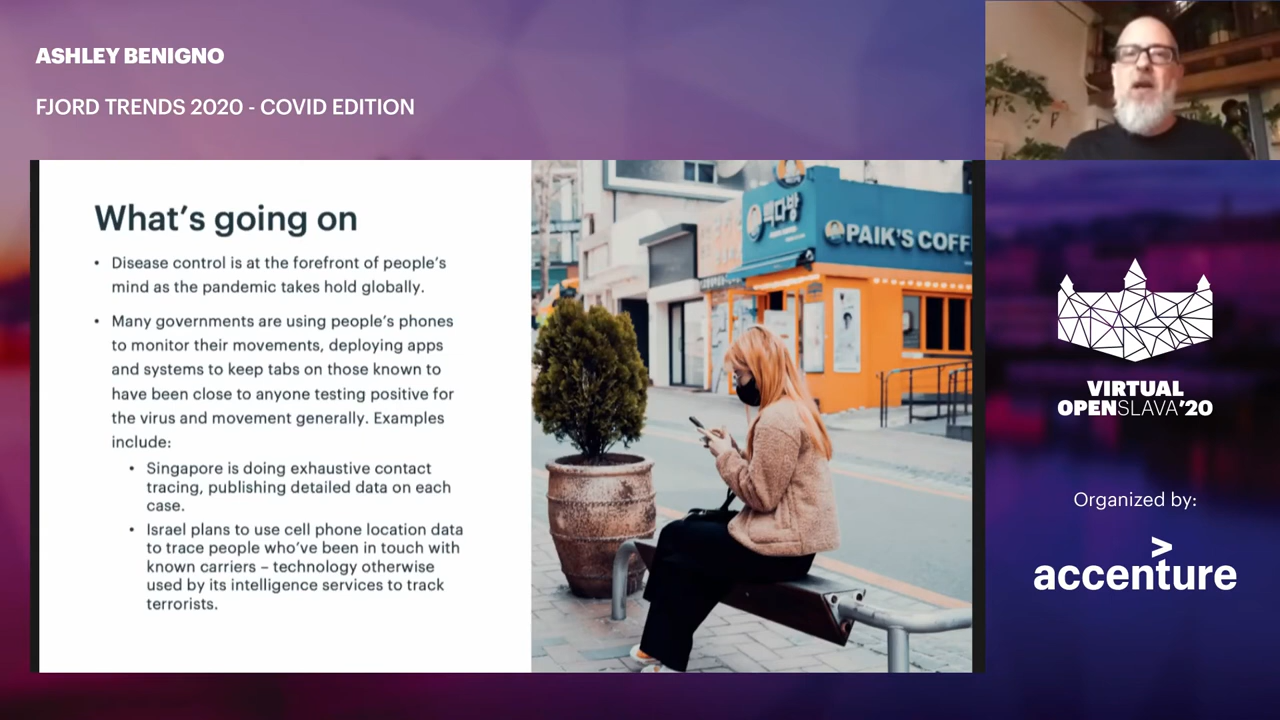 ASHLEY BENIGNO
FJORD TRENDS 2020 - COVID EDITION
What's going on
• Disease control is at the forefront of people's
mind as the pandemic takes hold globally.
• Many governments are using people's phones
to monitor their movements, deploying apps
and systems to keep tabs on those known to
have been close to anyone testing positive for
the virus and movement generally. Examples
include:
• Singapore is doing exhaustive contact
tracing, publishing detailed data on each
case.
• Israel plans to use cell phone location data
to trace people who've been in touch with
known carriers – technology otherwise
used by its intelligence services to track
terrorists.
빽다방
PAIK'S COFF
VIRTUAL
OPENSLAVA'20
Organized by:
accenture